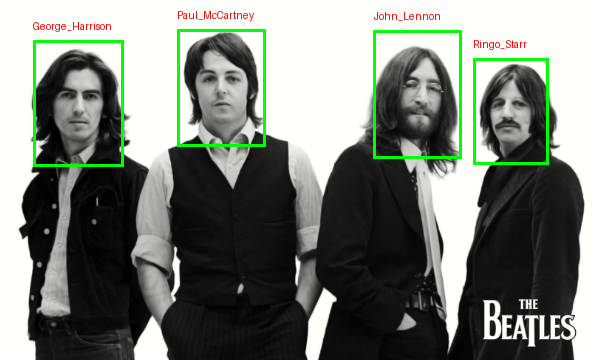 George_Harrison
Paul_McCartney
John_Lennon
Ringo_Starr
THE
BEATLES